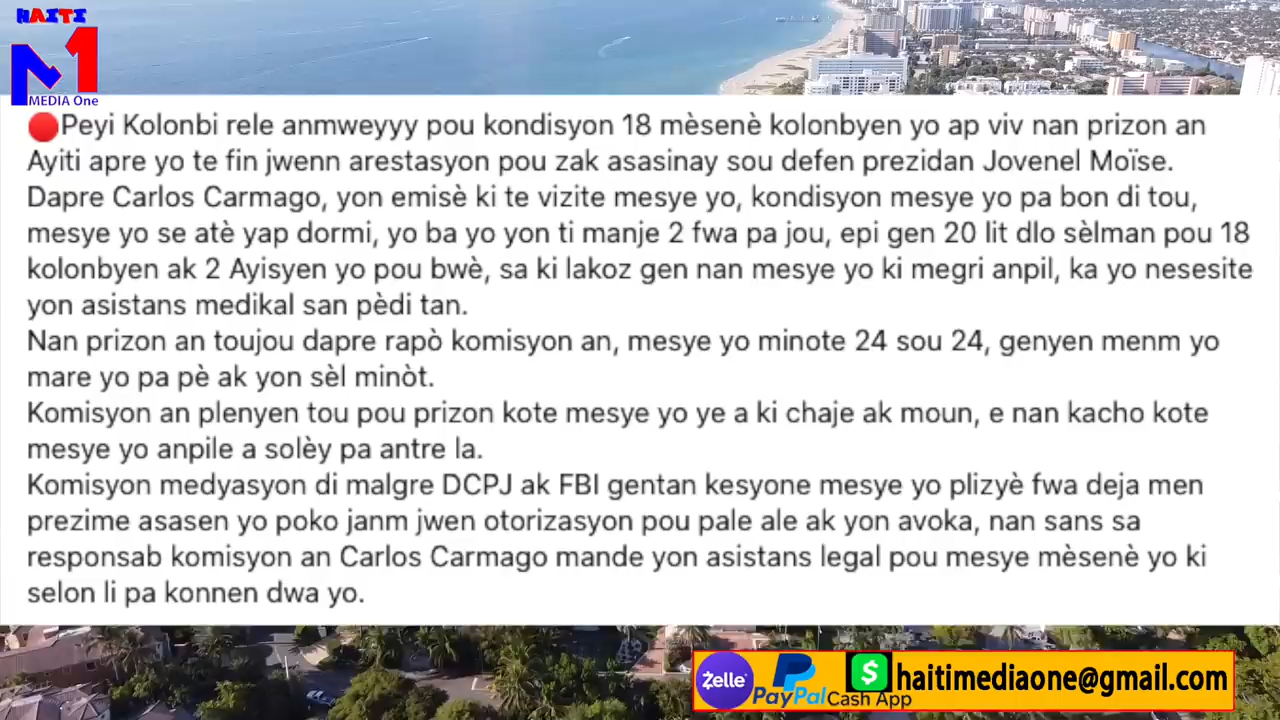 HAITI
M1
MEDIA One
🔴Peyi Kolonbi rele anmweyyy pou kondisyon 18 mèsenè kolonbyen yo ap viv nan prizon an
Ayiti apre yo te fin jwenn arestasyon pou zak asasinay sou defen prezidan Jovenel Moïse.
Dapre Carlos Carmago, yon emisè ki te vizite mesye yo, kondisyon mesye yo pa bon di tou,
mesye yo se atè yap dormi, yo ba yo yon ti manje 2 fwa pa jou, epi gen 20 lit dlo sèlman pou 18
kolonbyen ak 2 Ayisyen yo pou bwè, sa ki lakoz gen nan mesye yo ki megri anpil, ka yo nesesite
yon asistans medikal san pèdi tan.
Nan prizon an toujou dapre rapò komisyon an, mesye yo minote 24 sou 24, genyen menm yo
mare yo pa pè ak yon sèl minòt.
Komisyon an plenyen tou pou prizon kote mesye yo ye a ki chaje ak moun, e nan kacho kote
mesye yo anpile a solèy pa antre la.
Komisyon medyasyon di malgre DCPJ ak FBI gentan kesyone mesye yo plizyè fwa deja men
prezime asasen yo poko janm jwen otorizasyon pou pale ale ak yon avoka, nan sans sa
responsab komisyon an Carlos Carmago mande yon asistans legal pou mesye mèsenè yo ki
selon li pa konnen dwa yo.
Zelle PayPal $ Cash App haitimediaone@gmail.com